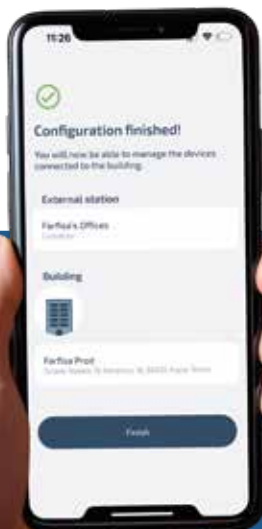 11:26
Configuration finished!
You will now be able to manage the devices
connected to the building.
External station
Farfisa's Offices
Building
Farfisa Prod
Finish